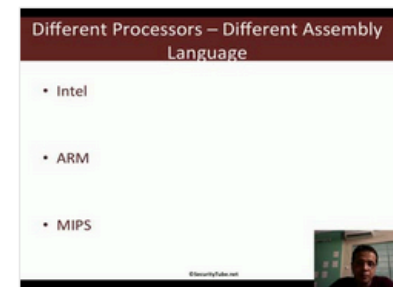 Different Processors – Different Assembly
Language
• Intel
• ARM
• MIPS
©SecurityTube.net